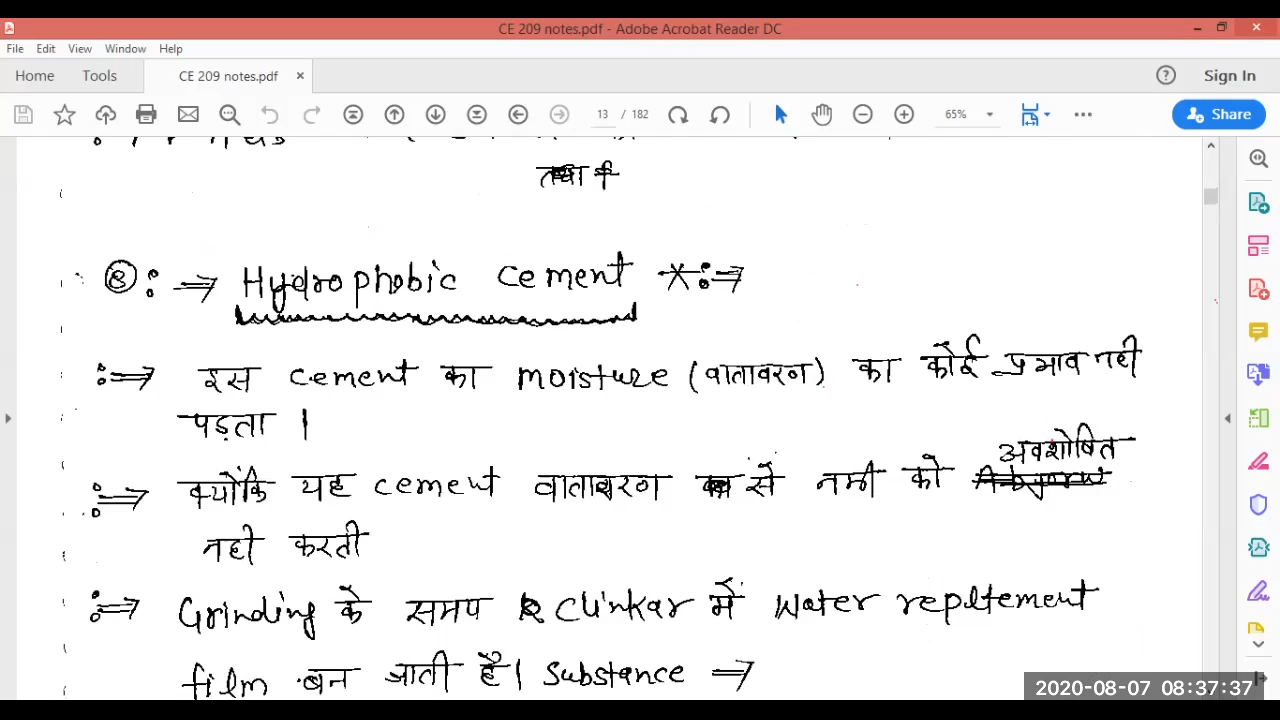 CE 209 notes.pdf - Adobe Acrobat Reader DC
File Edit View Window Help
Home Tools CE 209 notes.pdf × Sign In
13 / 182 65% Share
तथा
⑧ : ⇒ Hydrophobic cement *:⇒
:⇒ इस cement का moisture (वातावरण) का कोई प्रभाव नही
पड़ता |
अवशोषित
:⇒ क्योंकि यह cement वातावरण से नमी को
नही करती
:⇒ Grinding के समय clinkar में water repltement
film बन जाती है | Substance ⇒
2020-08-07 08:37:37